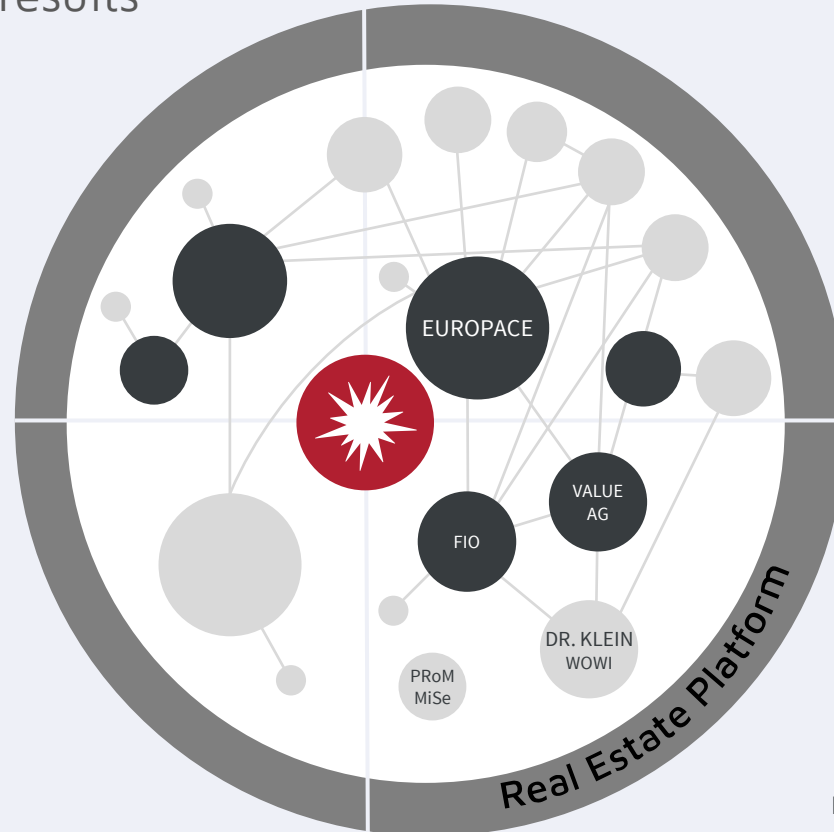 results
EUROPACE
VALUE
AG
FIO
DR. KLEIN
WOWI
PRoM
MiSe
Real Estate Platform